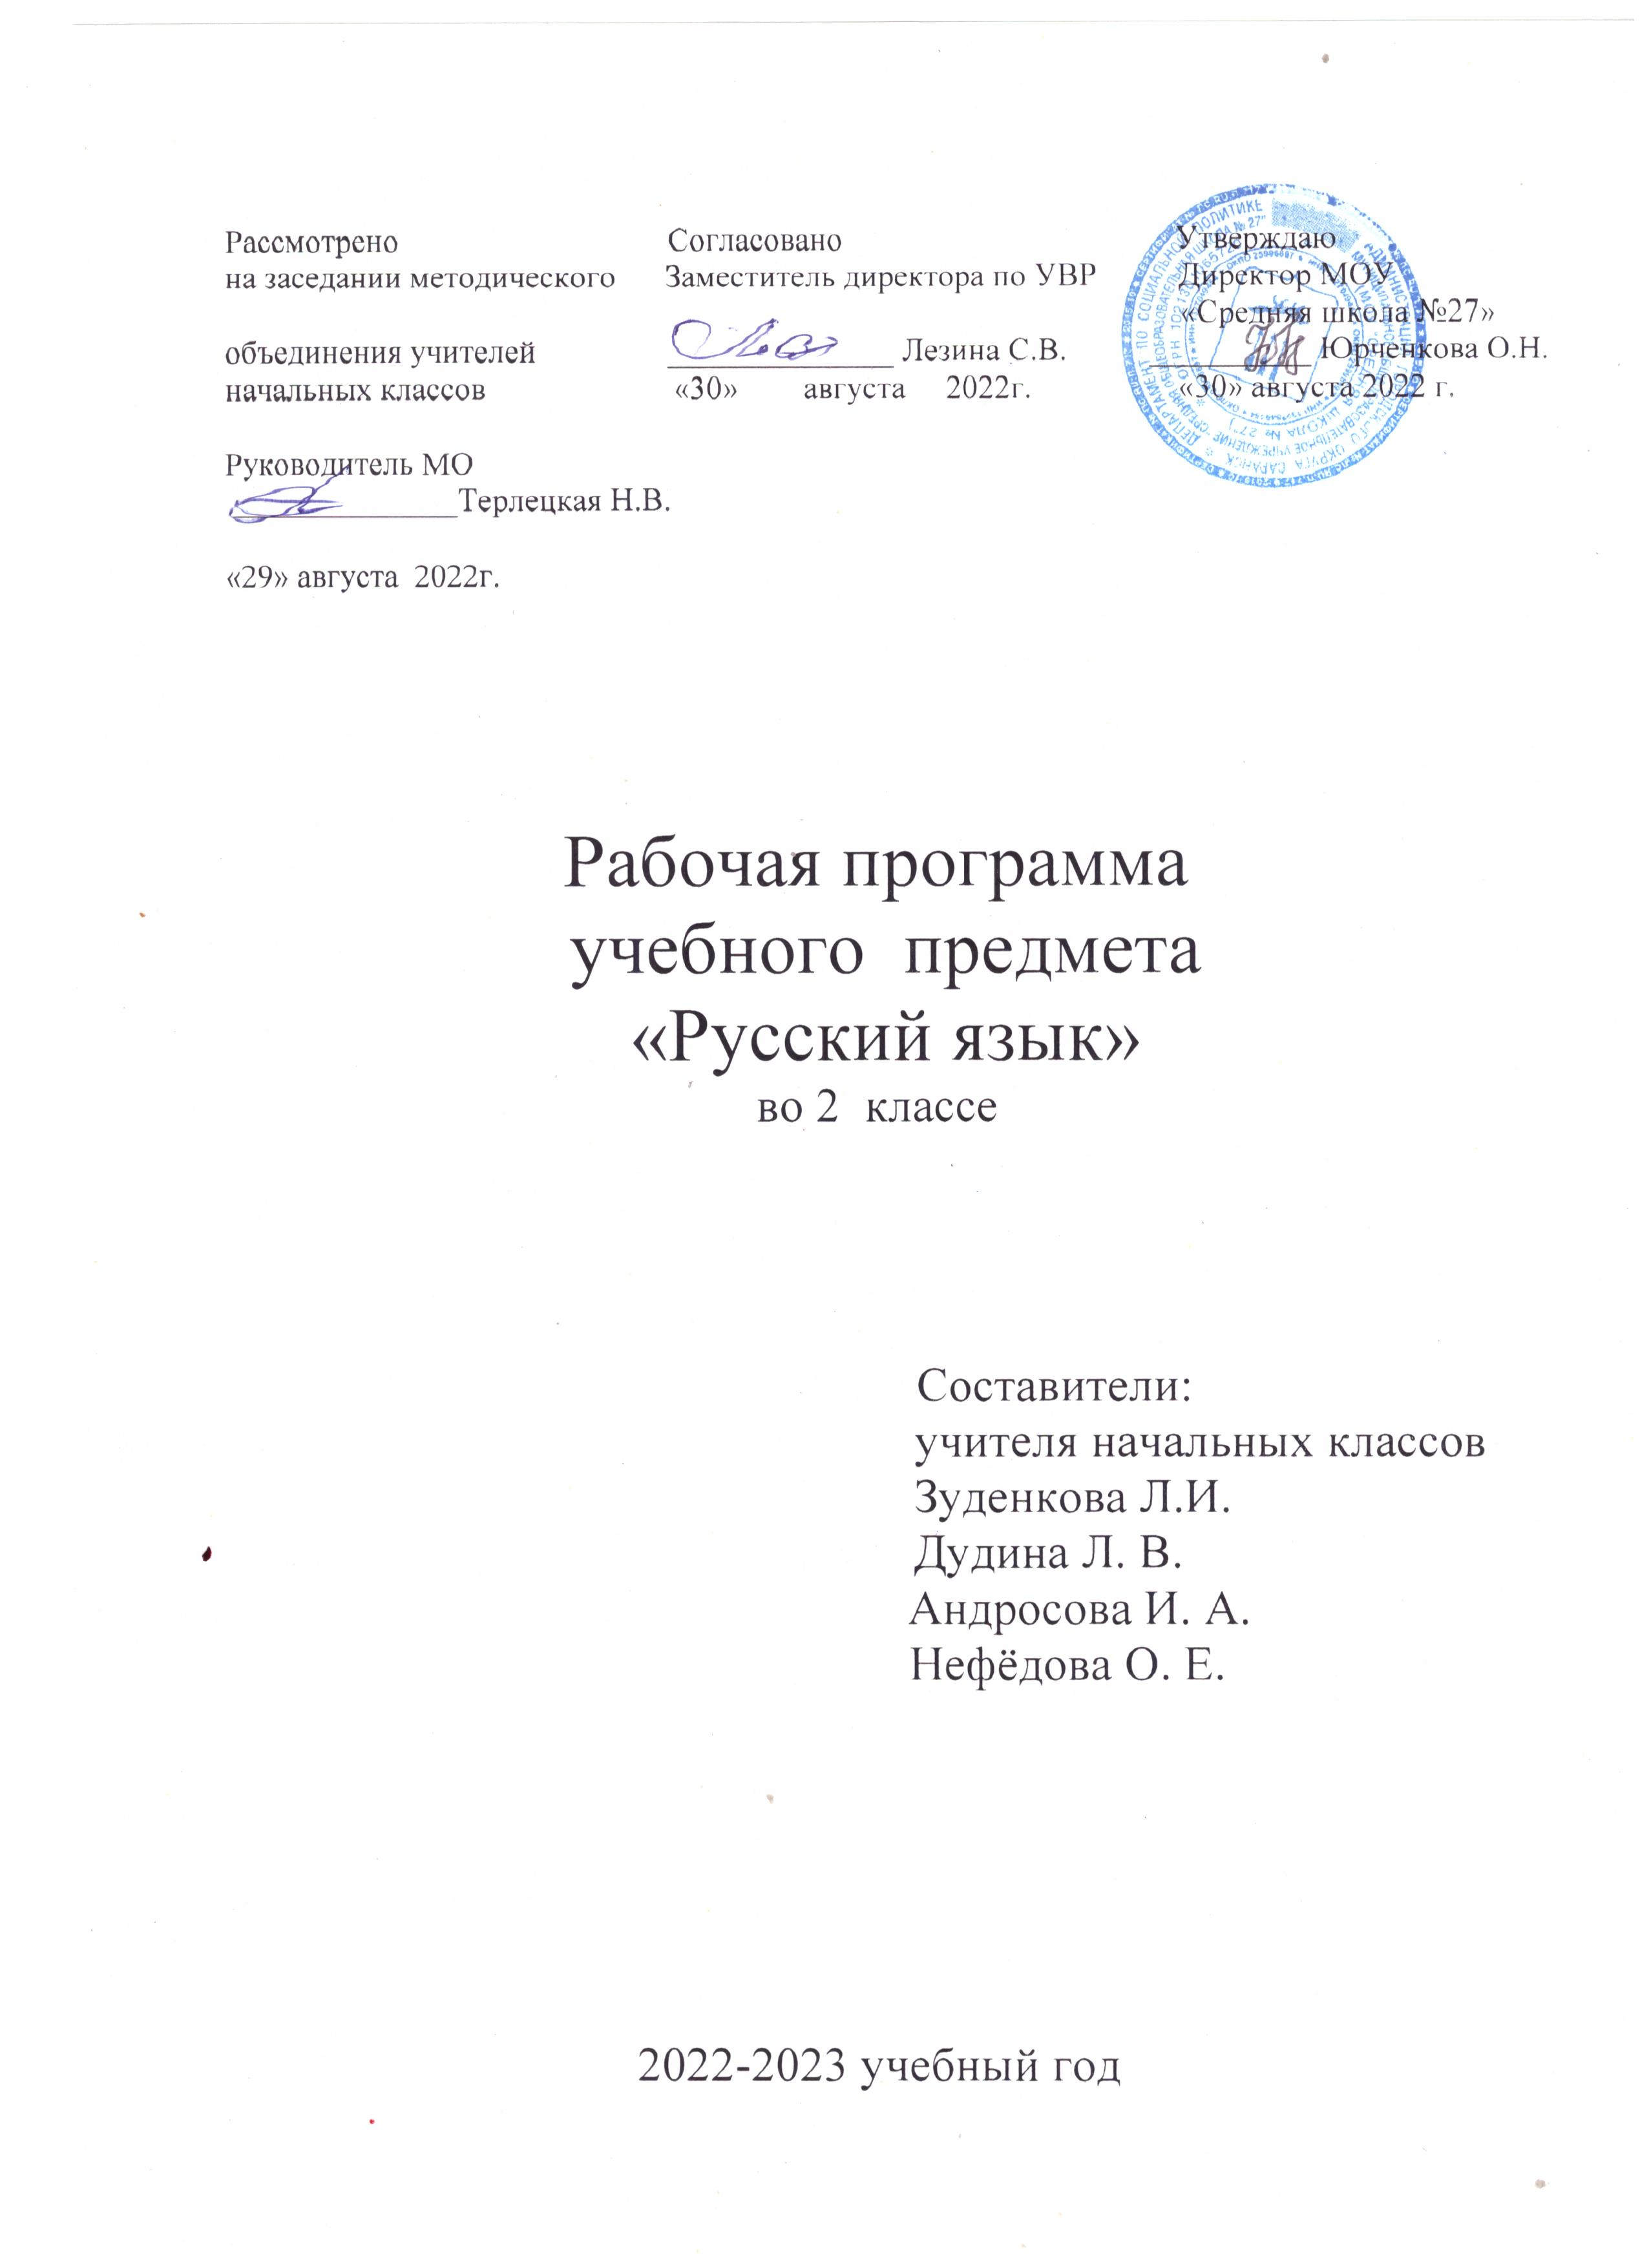 Рассмотрено
на заседании методического
объединения учителей
начальных классов
Руководитель МО
Терлецкая Н.В.
«29» августа 2022г.
Согласовано
Заместитель директора по УВР
Лезина С.В.
«30» августа 2022г.
Утверждаю
Директор МОУ
«Средняя школа №27»
Юрченкова О.Н.
«30» августа 2022 г.
Рабочая программа
учебного предмета
«Русский язык»
во 2 классе
Составители:
учителя начальных классов
Зуденкова Л.И.
Дудина Л. В.
Андросова И. А.
Нефёдова О. Е.
2022-2023 учебный год